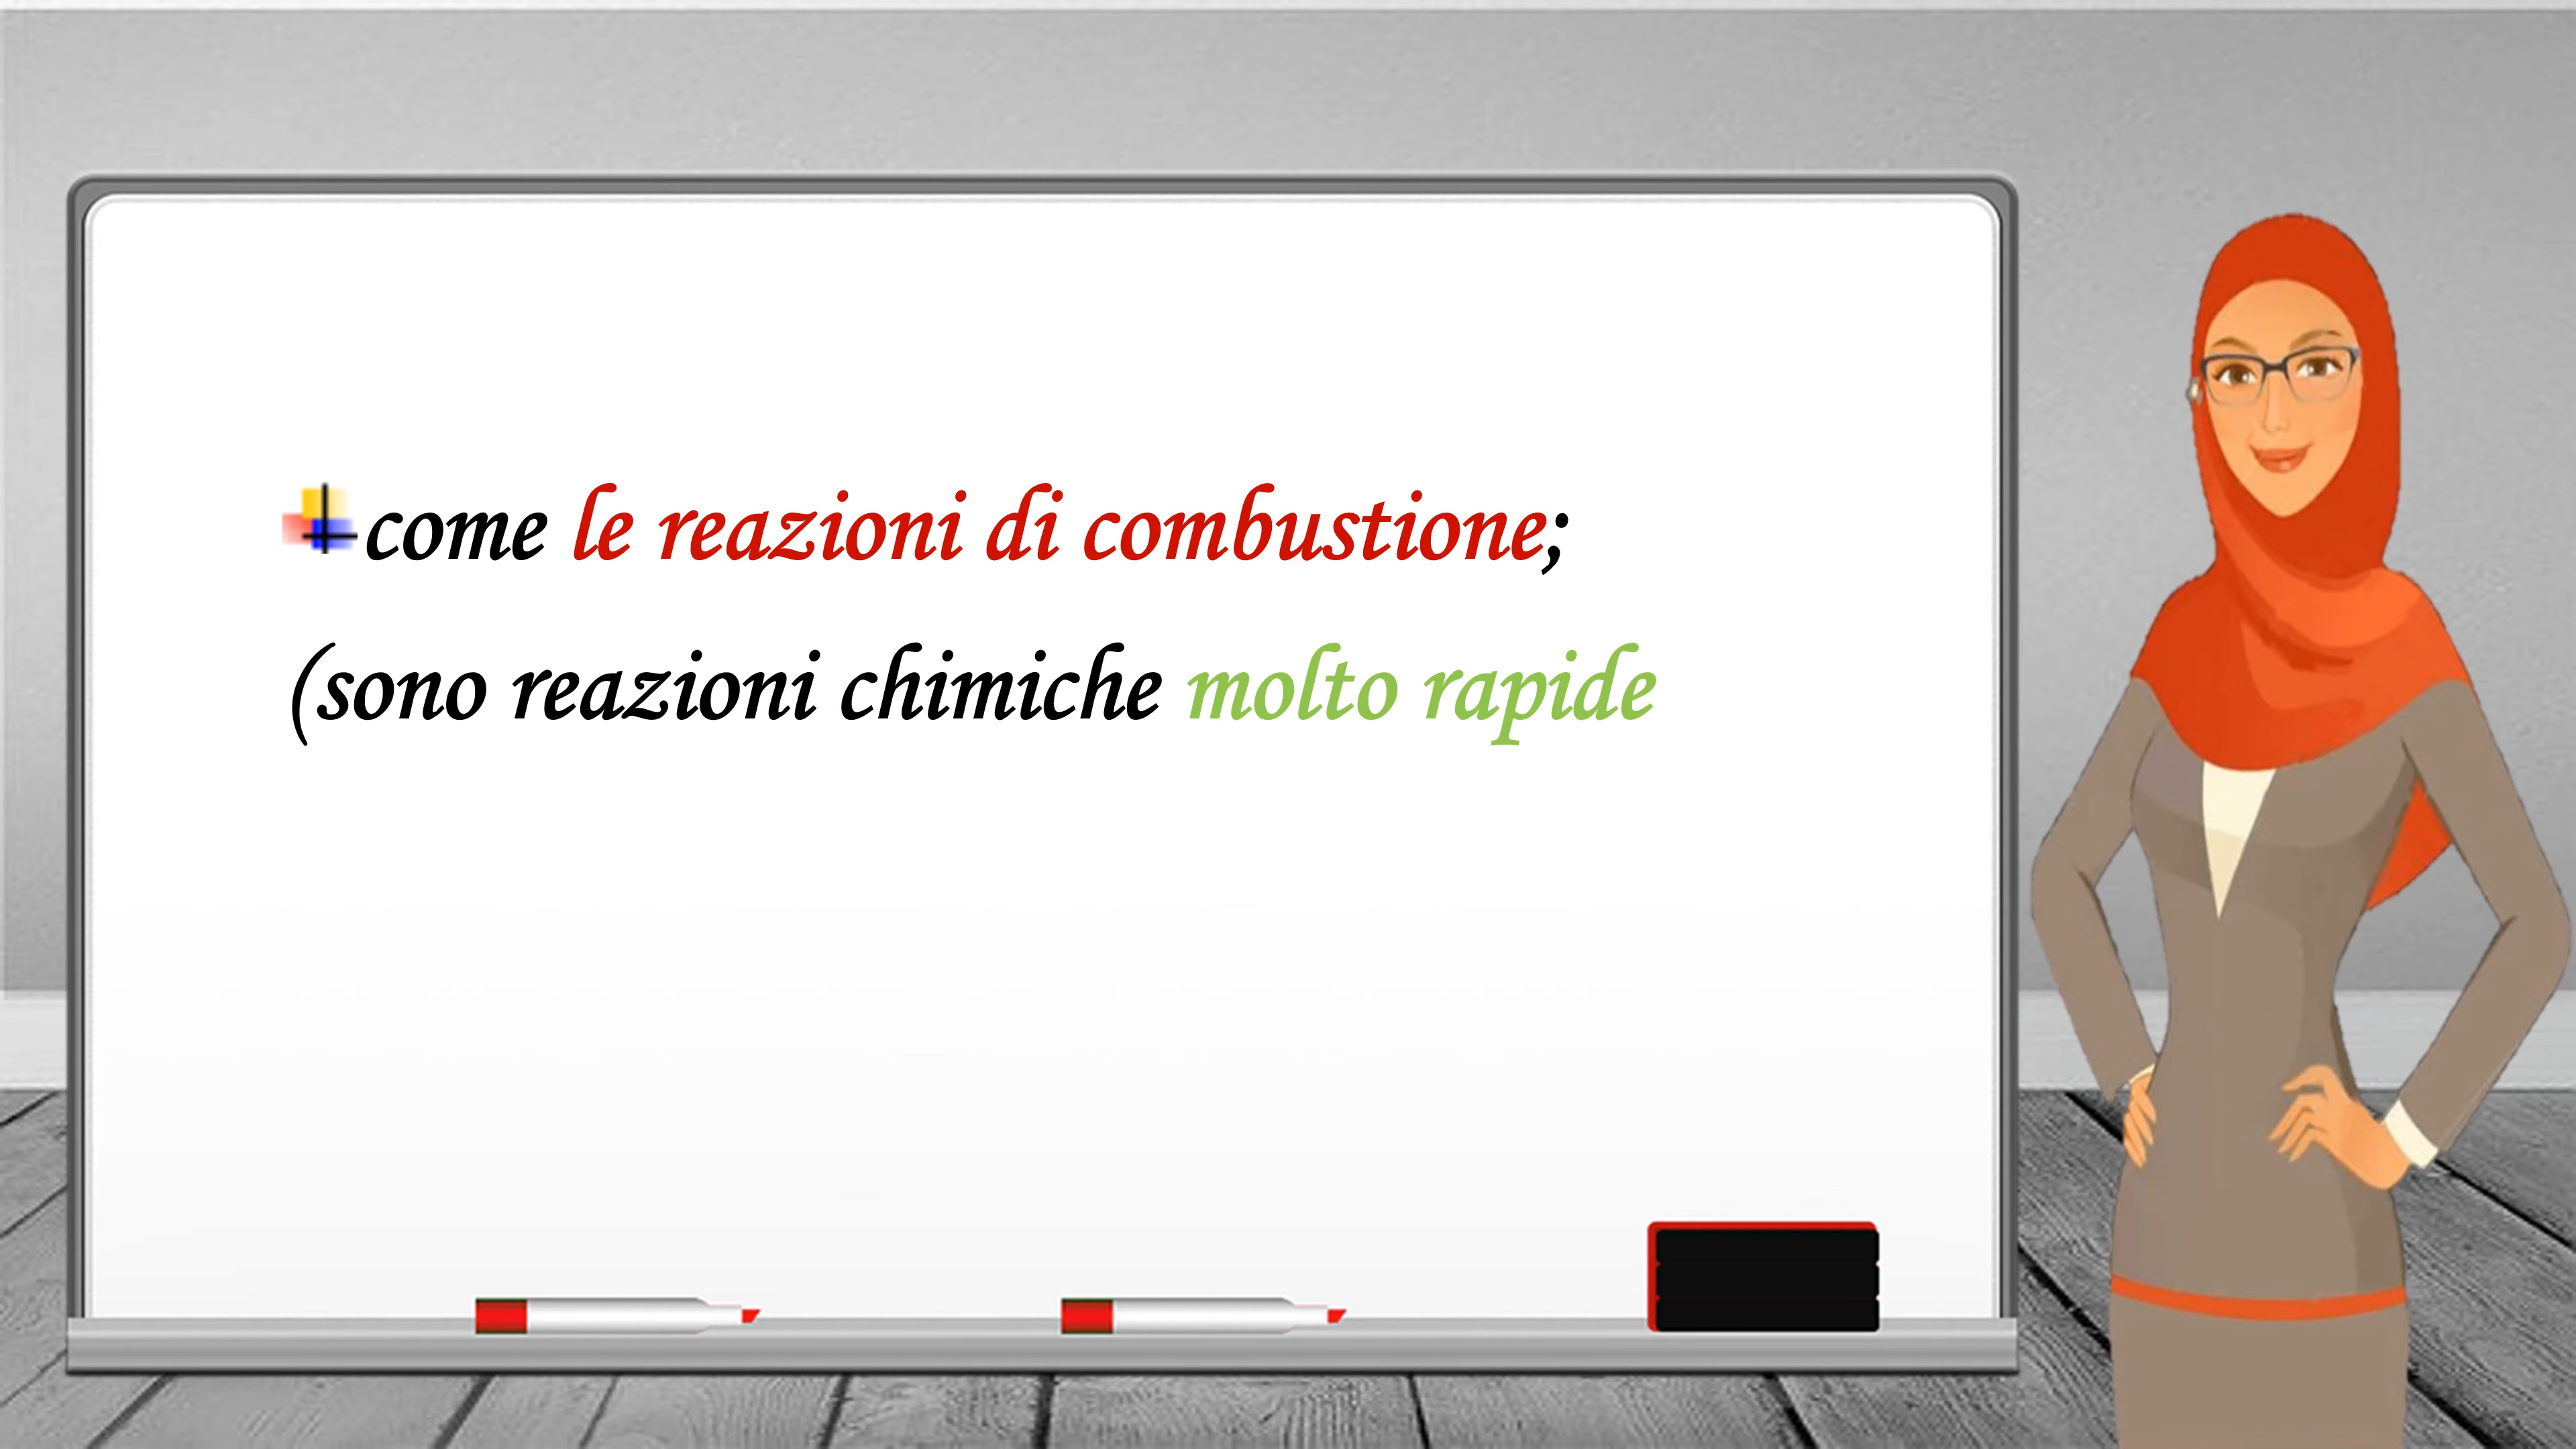 come le reazioni di combustione;
(sono reazioni chimiche molto rapide